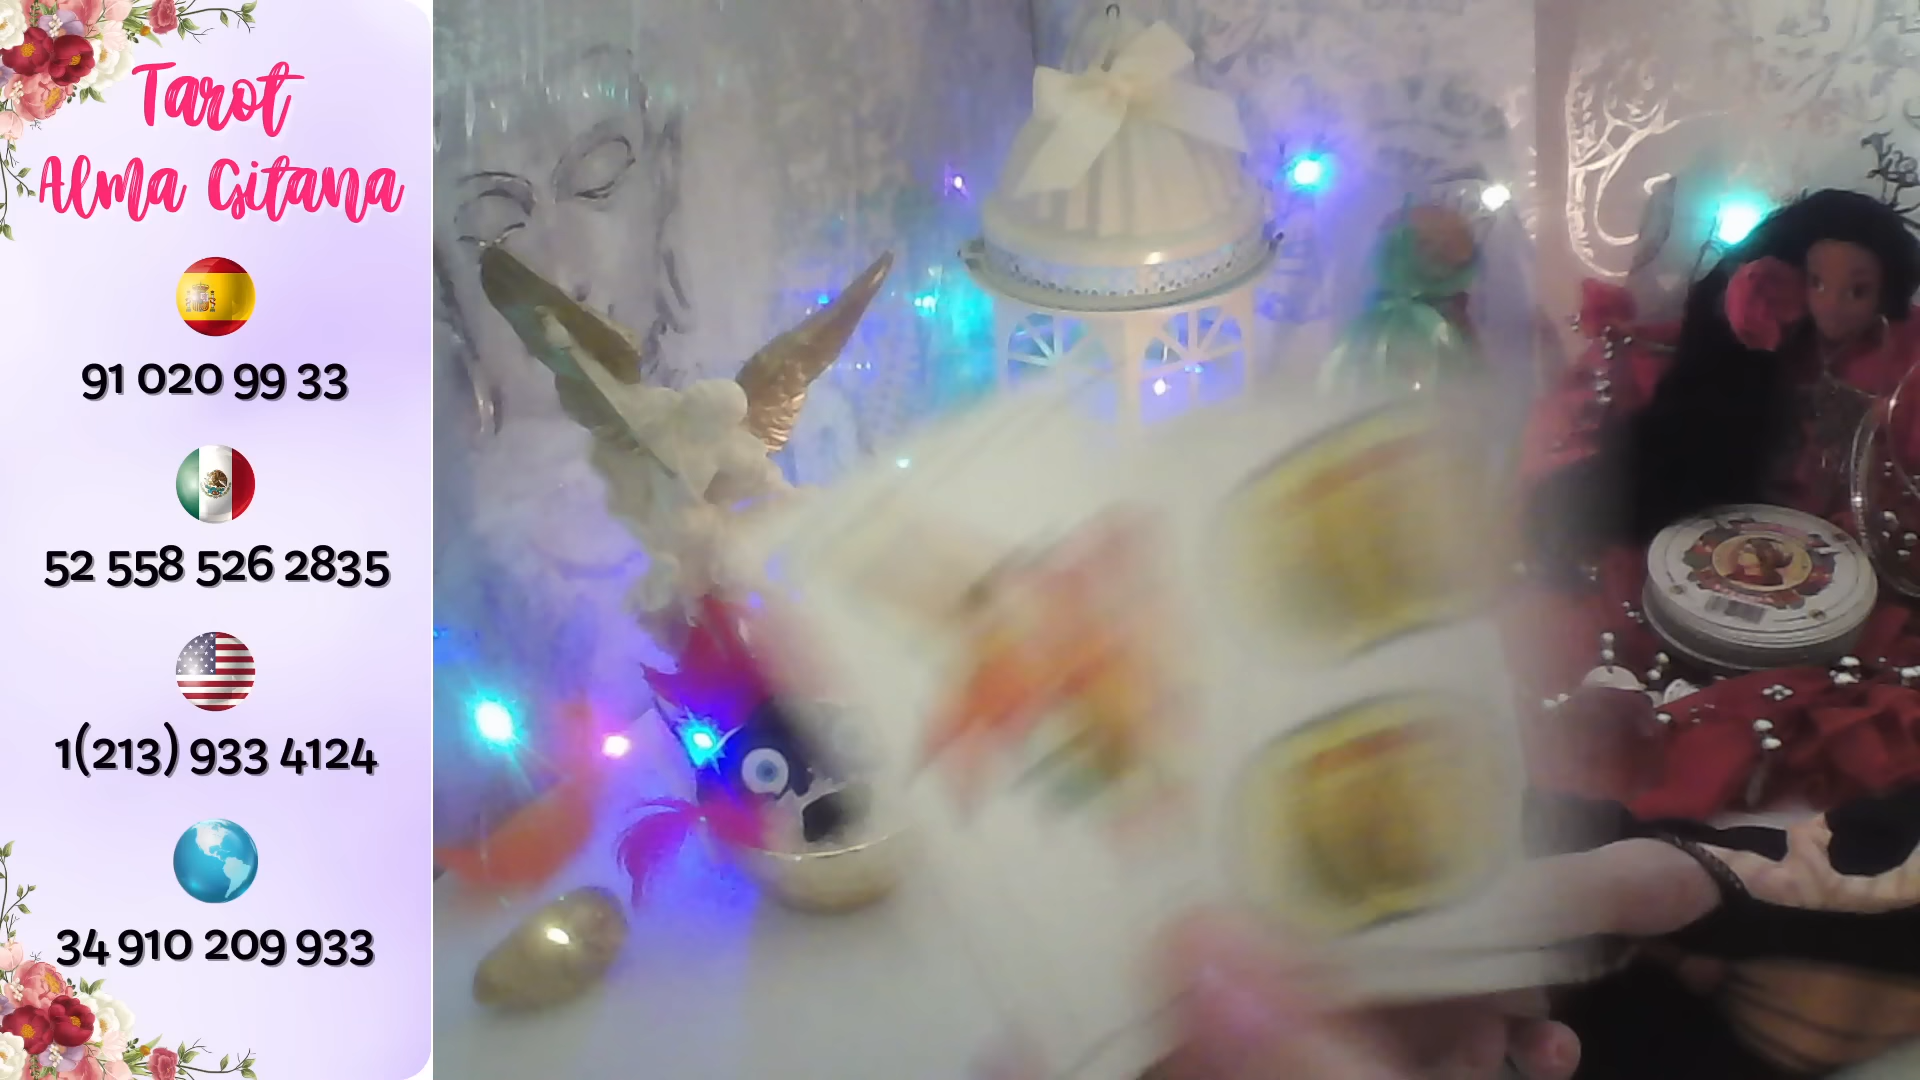 Tarot
Alma Gitana
91 020 99 33
52 558 526 2835
1(213) 933 4124
34 910 209 933